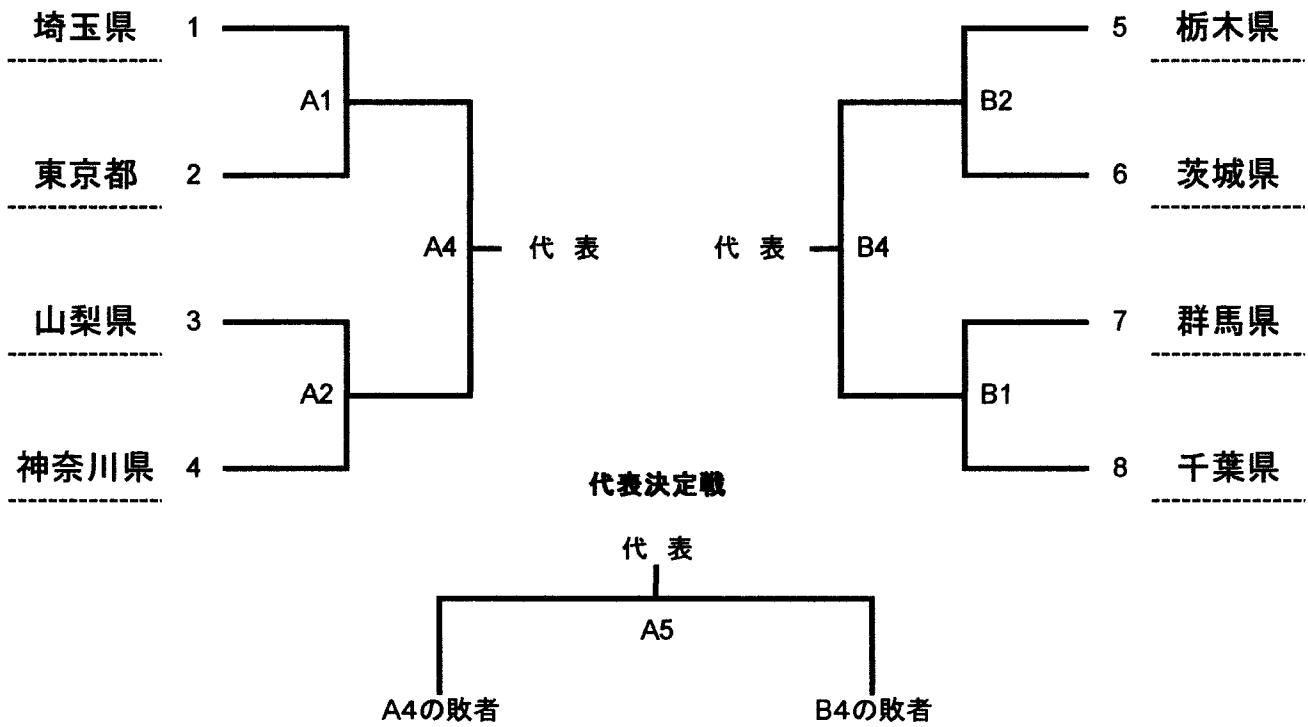 埼玉県 1
A1
東京都 2
A4 代 表
山梨県 3
A2
神奈川県 4
5 栃木県
B2
6 茨城県
代 表 B4
7 群馬県
B1
8 千葉県
代表決定戦
代 表
A5
A4の敗者
B4の敗者